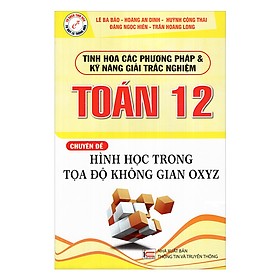 LÊ BÁ BẢO - HOÀNG AN DINH - HUỲNH CÔNG THÁI
ĐẶNG NGỌC HIỀN - TRẦN HOÀNG LONG
TINH HOA CÁC PHƯƠNG PHÁP &
KỸ NĂNG GIẢI TRẮC NGHIỆM
TOÁN 12
CHUYÊN ĐỀ
HÌNH HỌC TRONG
TỌA ĐỘ KHÔNG GIAN OXYZ
NHÀ XUẤT BẢN
THÔNG TIN VÀ TRUYỀN THÔNG